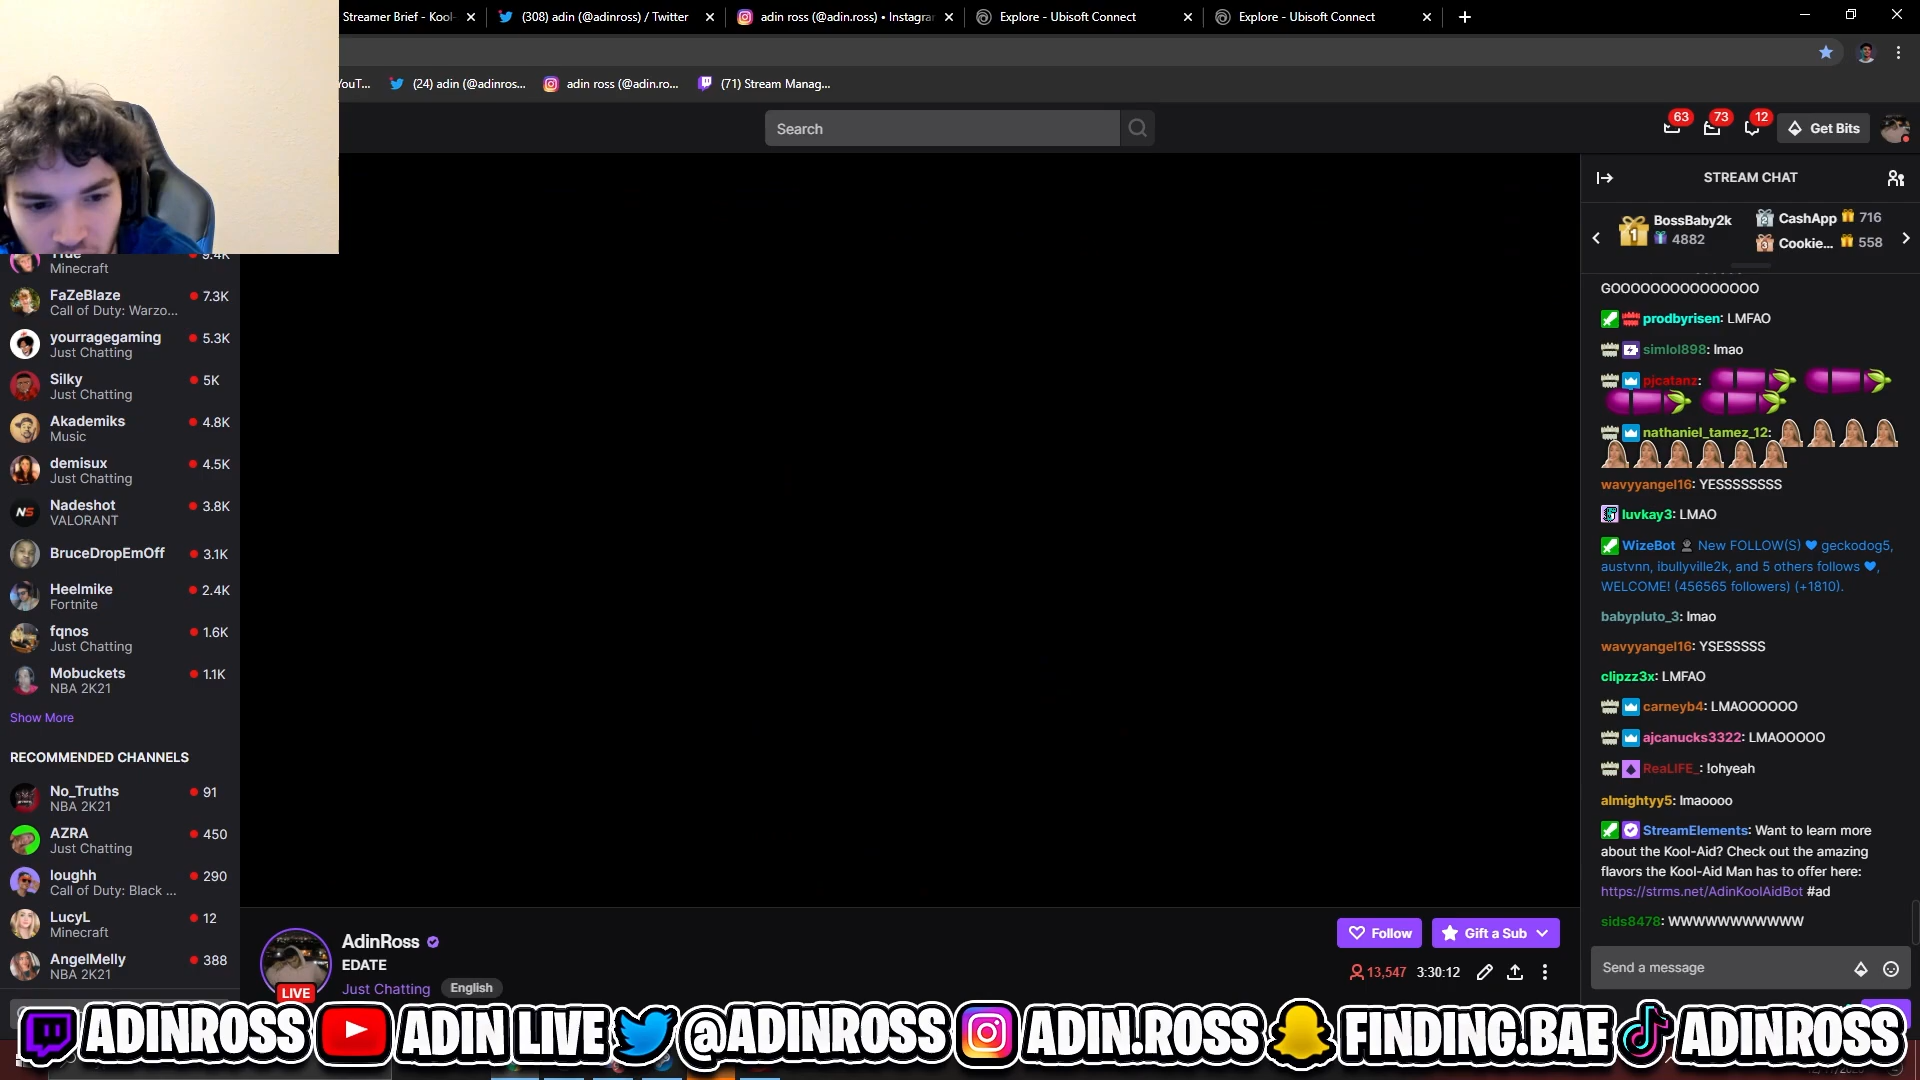 Streamer Brief - Kool-
(308) adin (@adinross) / Twitter
adin ross (@adin.ross) • Instagra
Explore - Ubisoft Connect
Explore - Ubisoft Connect
YouT...
(24) adin (@adinros...
adin ross (@adin.ro...
(71) Stream Manag...
Search
63
73
12
Get Bits
9.4K
Minecraft
FaZeBlaze
7.3K
Call of Duty: Warzo...
yourragegaming
5.3K
Just Chatting
Silky
5K
Just Chatting
Akademiks
4.8K
Music
demisux
4.5K
Just Chatting
Nadeshot
3.8K
VALORANT
BruceDropEmOff
3.1K
Heelmike
2.4K
Fortnite
fqnos
1.6K
Just Chatting
Mobuckets
1.1K
NBA 2K21
Show More
RECOMMENDED CHANNELS
No_Truths
91
NBA 2K21
AZRA
450
Just Chatting
loughh
290
Call of Duty: Black ...
LucyL
12
Minecraft
AngelMelly
388
NBA 2K21
AdinRoss
EDATE
Just Chatting
English
LIVE
Follow
Gift a Sub
13,547
3:30:12
STREAM CHAT
1
BossBaby2k
4882
2
CashApp
716
3
Cookie...
558
GOOOOOOOOOOOOOOO
prodbyrisen: LMFAO
simlol898: lmao
pjcatanz:
nathaniel_tamez_12:
wavyyangel16: YESSSSSSSS
luvkay3: LMAO
WizeBot New FOLLOW(S) ♥ geckodog5,
austvnn, ibullyville2k, and 5 others follows ♥,
WELCOME! (456565 followers) (+1810).
babypluto_3: lmao
wavyyangel16: YSESSSSS
clipzz3x: LMFAO
carneyb4: LMAOOOOOO
ajcanucks3322: LMAOOOOO
ReaLIFE_: !ohyeah
almightyy5: lmaoooo
StreamElements: Want to learn more
about the Kool-Aid? Check out the amazing
flavors the Kool-Aid Man has to offer here:
https://strms.net/AdinKoolAidBot #ad
sids8478: WWWWWWWWWWW
Send a message
ADINROSS ADIN LIVE @ADINROSS ADIN.ROSS FINDING.BAE ADINROSS